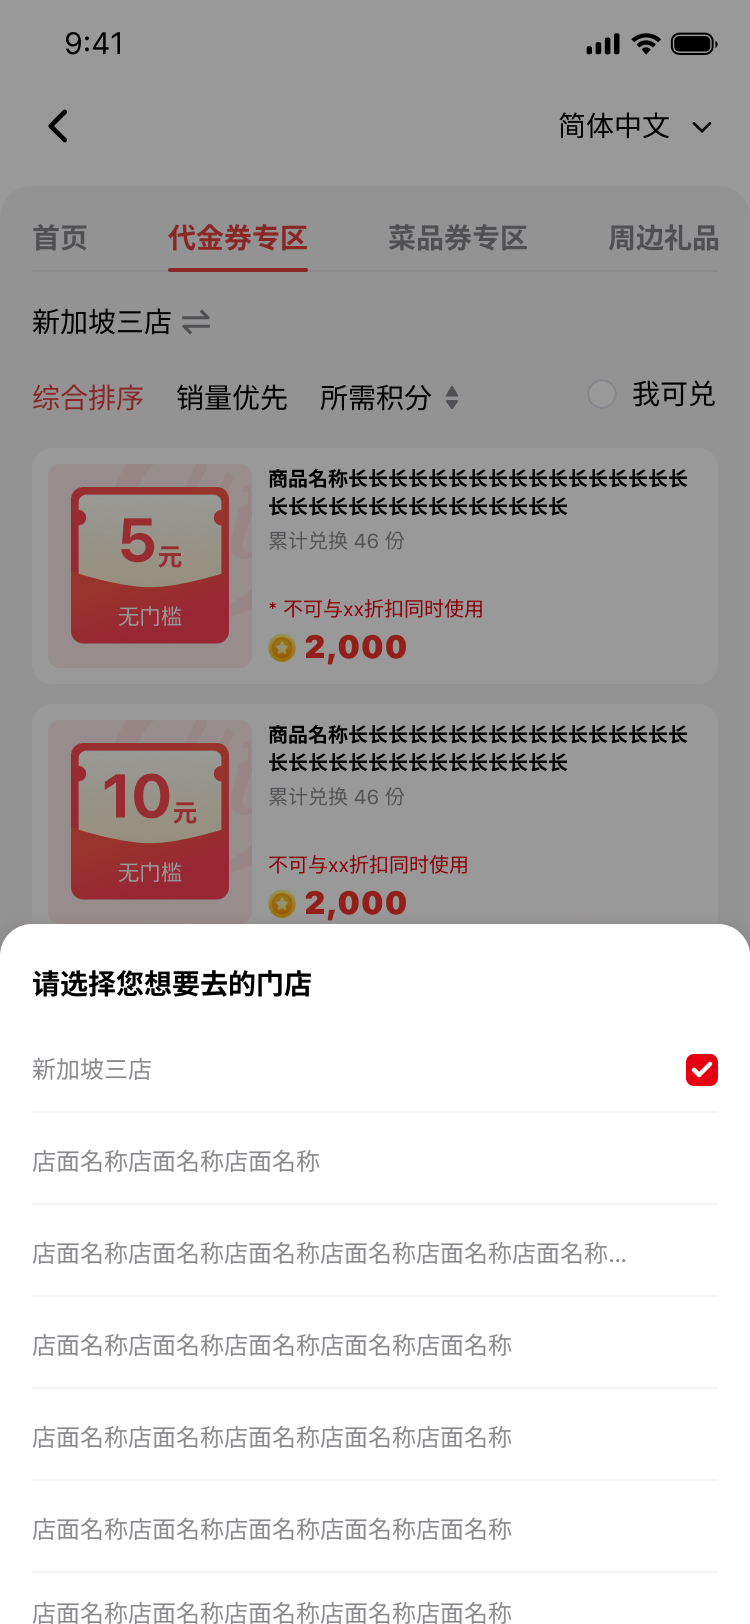 9:41
简体中文
首页 代金券专区 菜品券专区 周边礼品
新加坡三店
综合排序 销量优先 所需积分 我可兑
商品名称长长长长长长长长长长长长长长长长长
长长长长长长长长长长长长长长长
累计兑换 46 份
5元
无门槛
* 不可与xx折扣同时使用
2,000
商品名称长长长长长长长长长长长长长长长长长
长长长长长长长长长长长长长长长
累计兑换 46 份
10元
无门槛
不可与xx折扣同时使用
2,000
请选择您想要去的门店
新加坡三店
店面名称店面名称店面名称
店面名称店面名称店面名称店面名称店面名称店面名称...
店面名称店面名称店面名称店面名称店面名称
店面名称店面名称店面名称店面名称店面名称
店面名称店面名称店面名称店面名称店面名称
店面名称店面名称店面名称店面名称店面名称